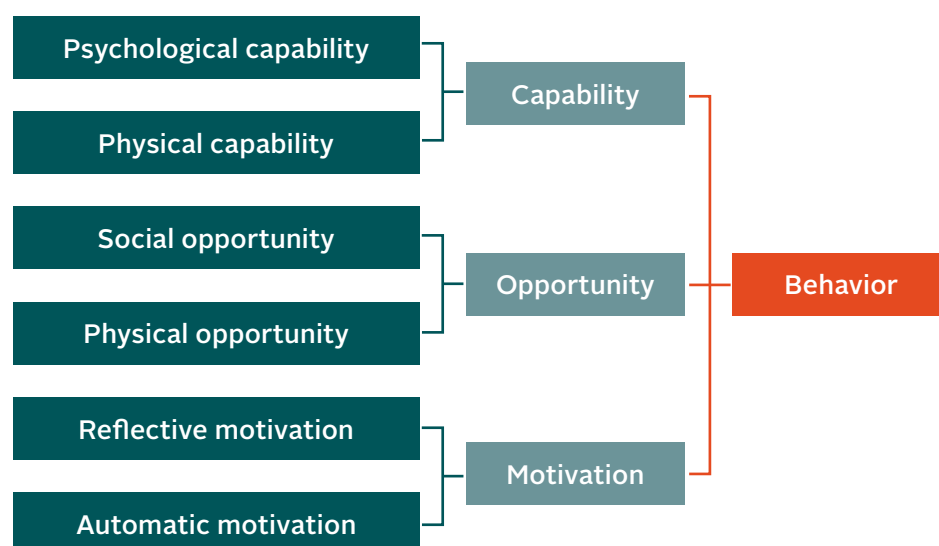 Psychological capability
Capability
Physical capability
Social opportunity
Opportunity
Behavior
Physical opportunity
Reflective motivation
Motivation
Automatic motivation